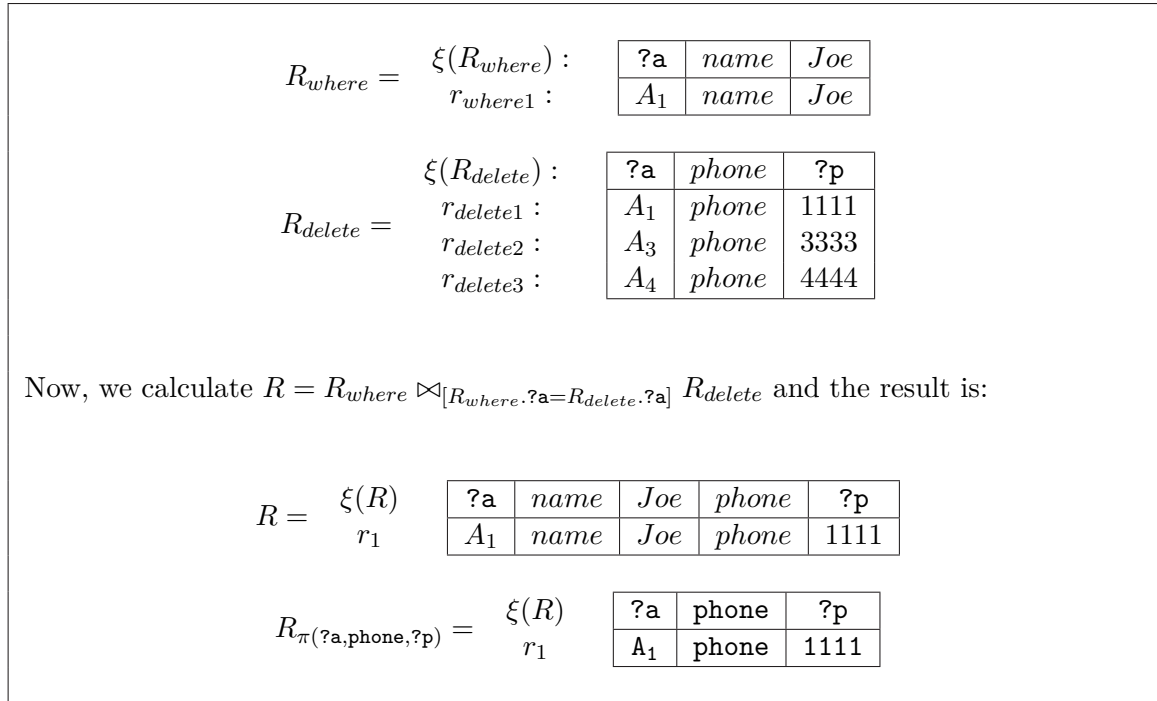 ξ(R_where) : ?a name Joe
R_where = r_where1 : A_1 name Joe
ξ(R_delete) : ?a phone ?p
r_delete1 : A_1 phone 1111
R_delete =
r_delete2 : A_3 phone 3333
r_delete3 : A_4 phone 4444
Now, we calculate R = R_where ⋈_[R_where.?a=R_delete.?a] R_delete and the result is:
ξ(R) ?a name Joe phone ?p
R = r_1 A_1 name Joe phone 1111
ξ(R) ?a phone ?p
R_π(?a,phone,?p) = r_1 A_1 phone 1111